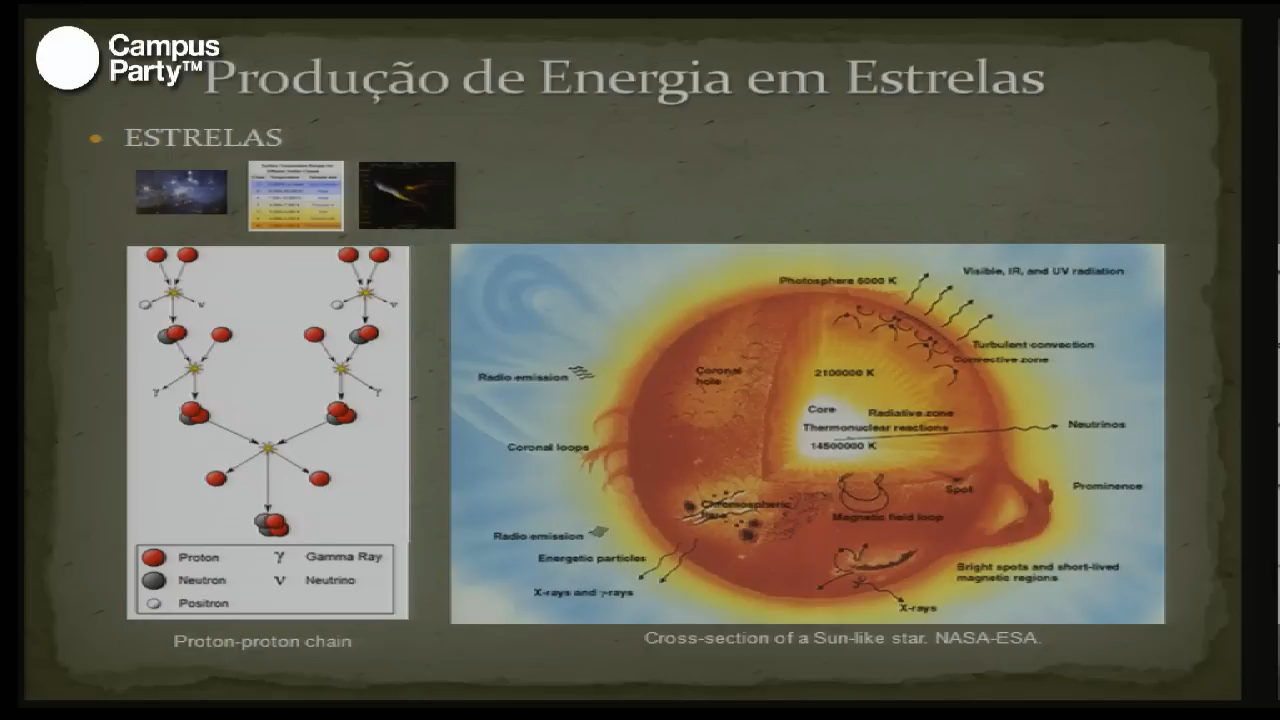 Campus
Party™
Produção de Energia em Estrelas
ESTRELAS
γ
γ
Proton
γ
Gamma Ray
Neutron
ν
Neutrino
Positron
Proton-proton chain
Photosphere 6000 K
Visible, IR, and UV radiation
Turbulent convection
Convective zone
Coronal
hole
2100000 K
Radio emission
Core
Radiative zone
Thermonuclear reactions
14500000 K
Neutrinos
Coronal loops
Spot
Prominence
Chromospheric
Magnetic field loop
Radio emission
Energetic particles
Bright spots and short-lived
magnetic regions
X-rays and γ-rays
X-rays
Cross-section of a Sun-like star. NASA-ESA.